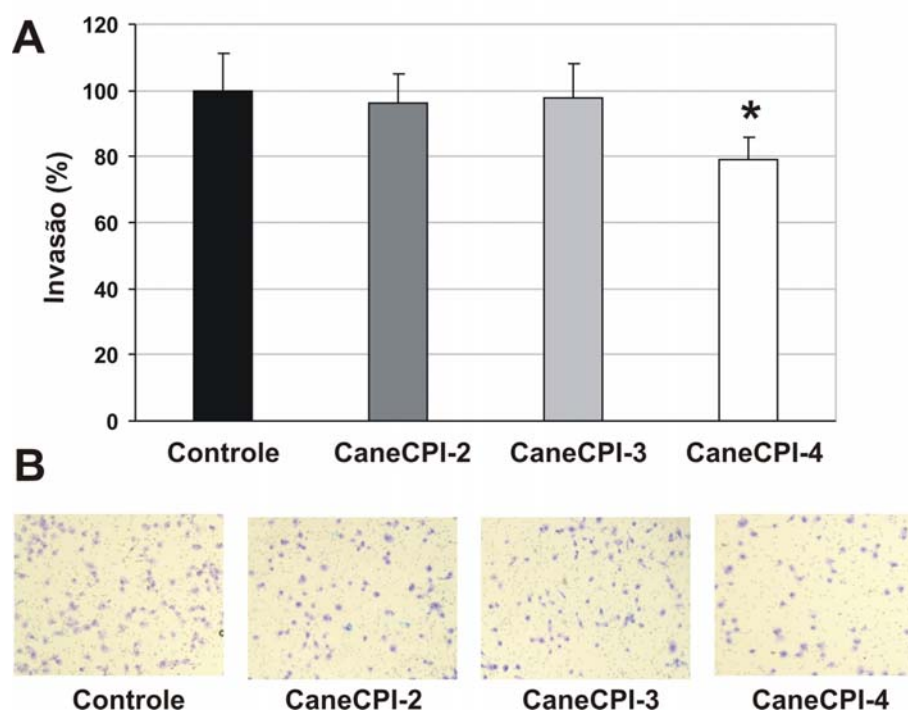 A
120
100
80
60
40
20
0
Invasão (%)
*
Controle CaneCPI-2 CaneCPI-3 CaneCPI-4
B
Controle CaneCPI-2 CaneCPI-3 CaneCPI-4